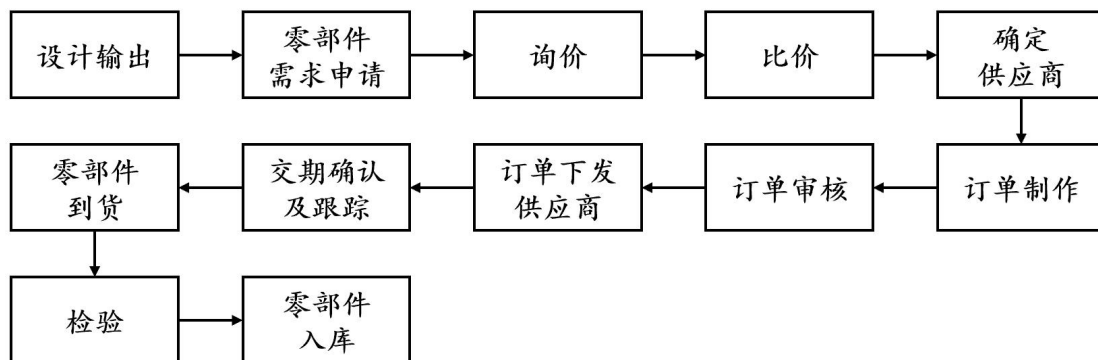 设计输出
零部件
需求申请
询价
比价
确定
供应商
零部件
到货
交期确认
及跟踪
订单下发
供应商
订单审核
订单制作
检验
零部件
入库